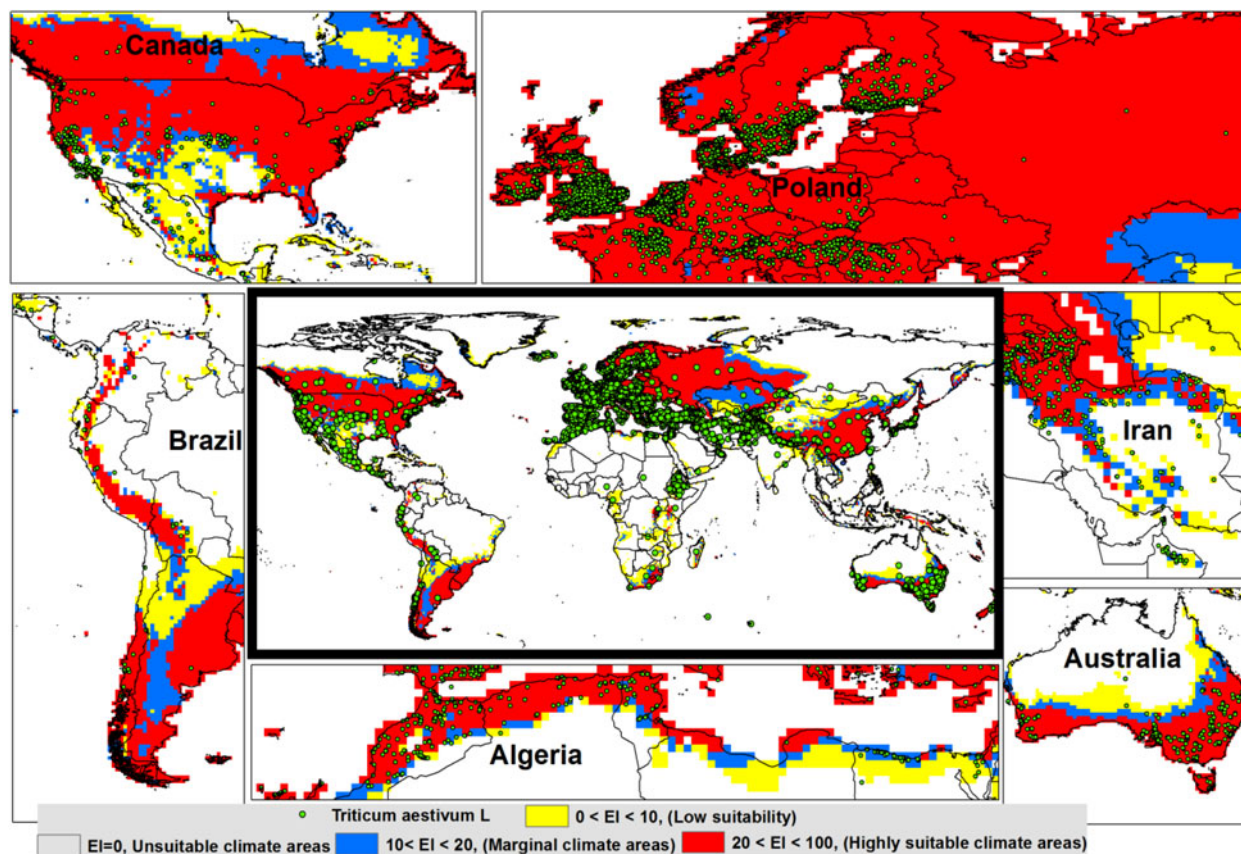 Canada
Poland
Brazil
Iran
Australia
Algeria
Triticum aestivum L
0 < EI < 10, (Low suitability)
EI=0, Unsuitable climate areas
10< EI < 20, (Marginal climate areas)
20 < EI < 100, (Highly suitable climate areas)